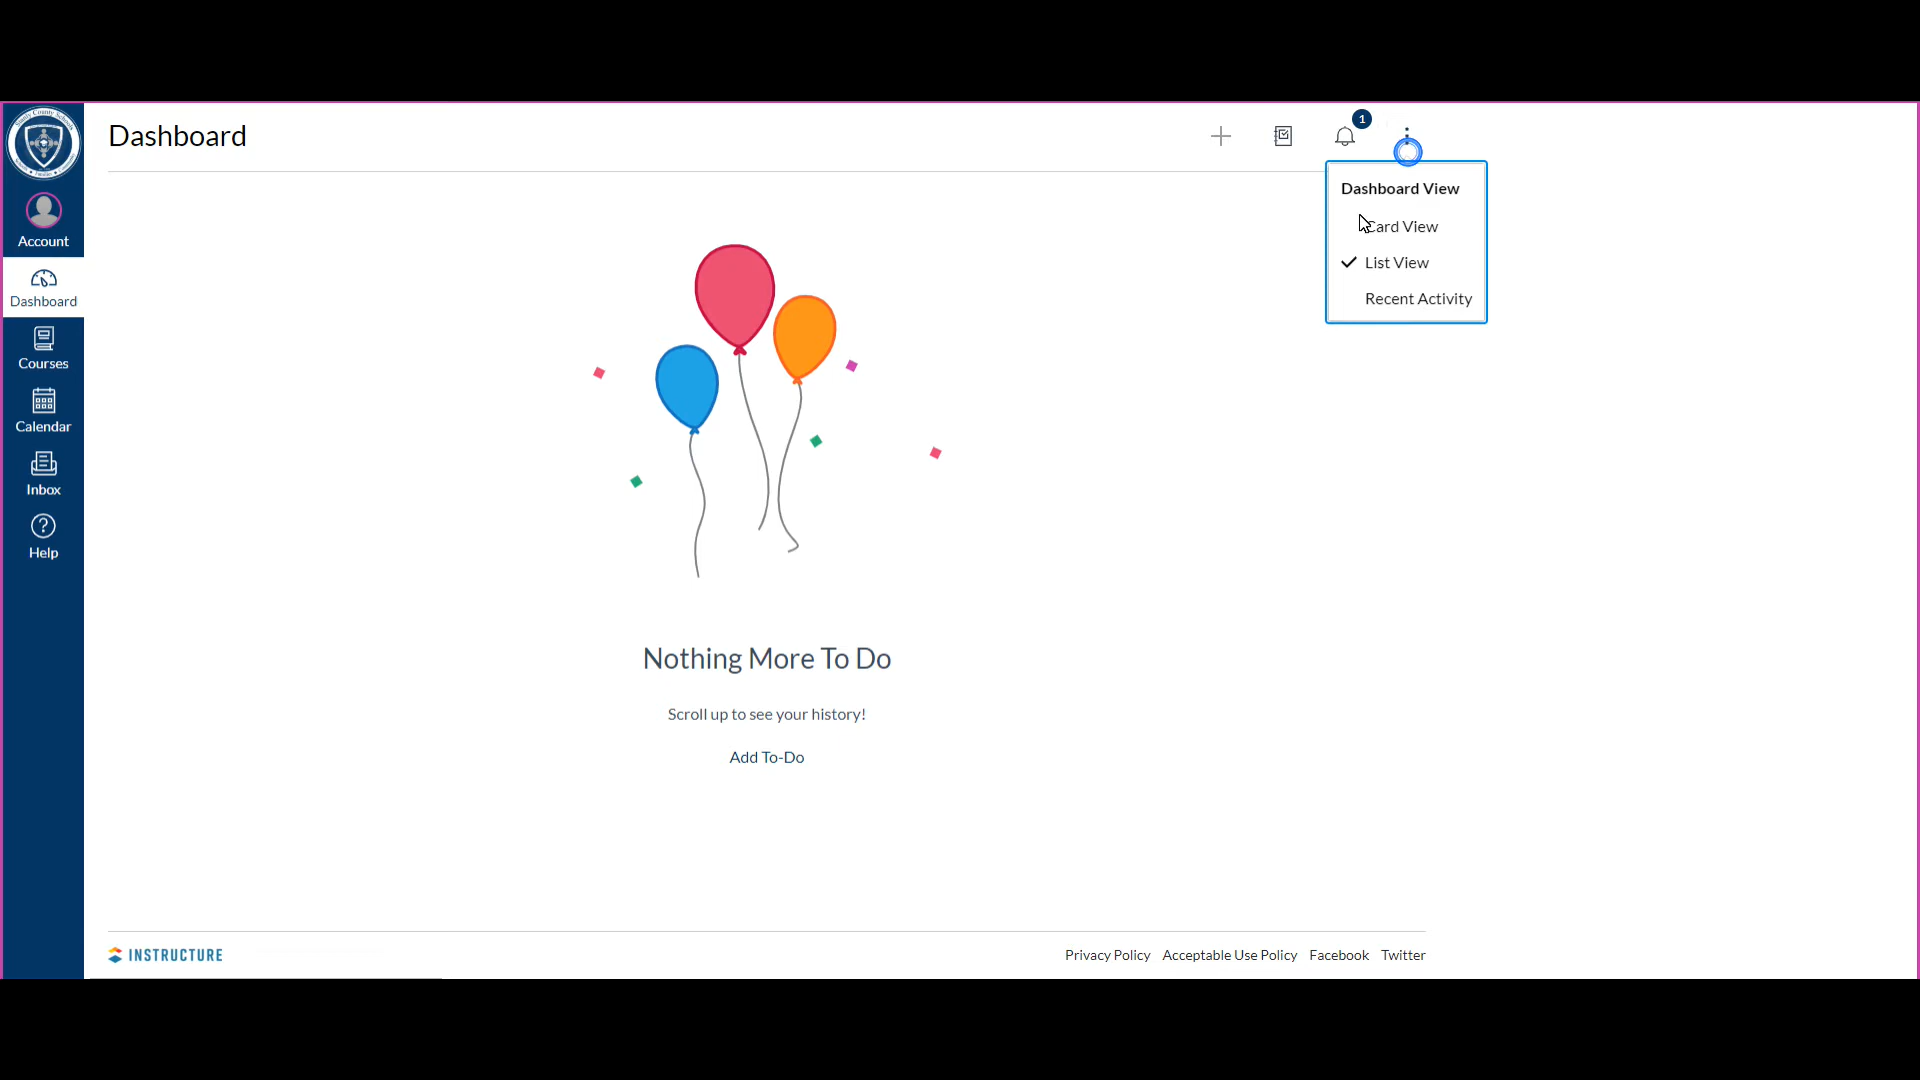 Dashboard
1
Account
Dashboard
Courses
Calendar
Inbox
Help
Dashboard View
Card View
List View
Recent Activity
Nothing More To Do
Scroll up to see your history!
Add To-Do
INSTRUCTURE
Privacy Policy Acceptable Use Policy Facebook Twitter